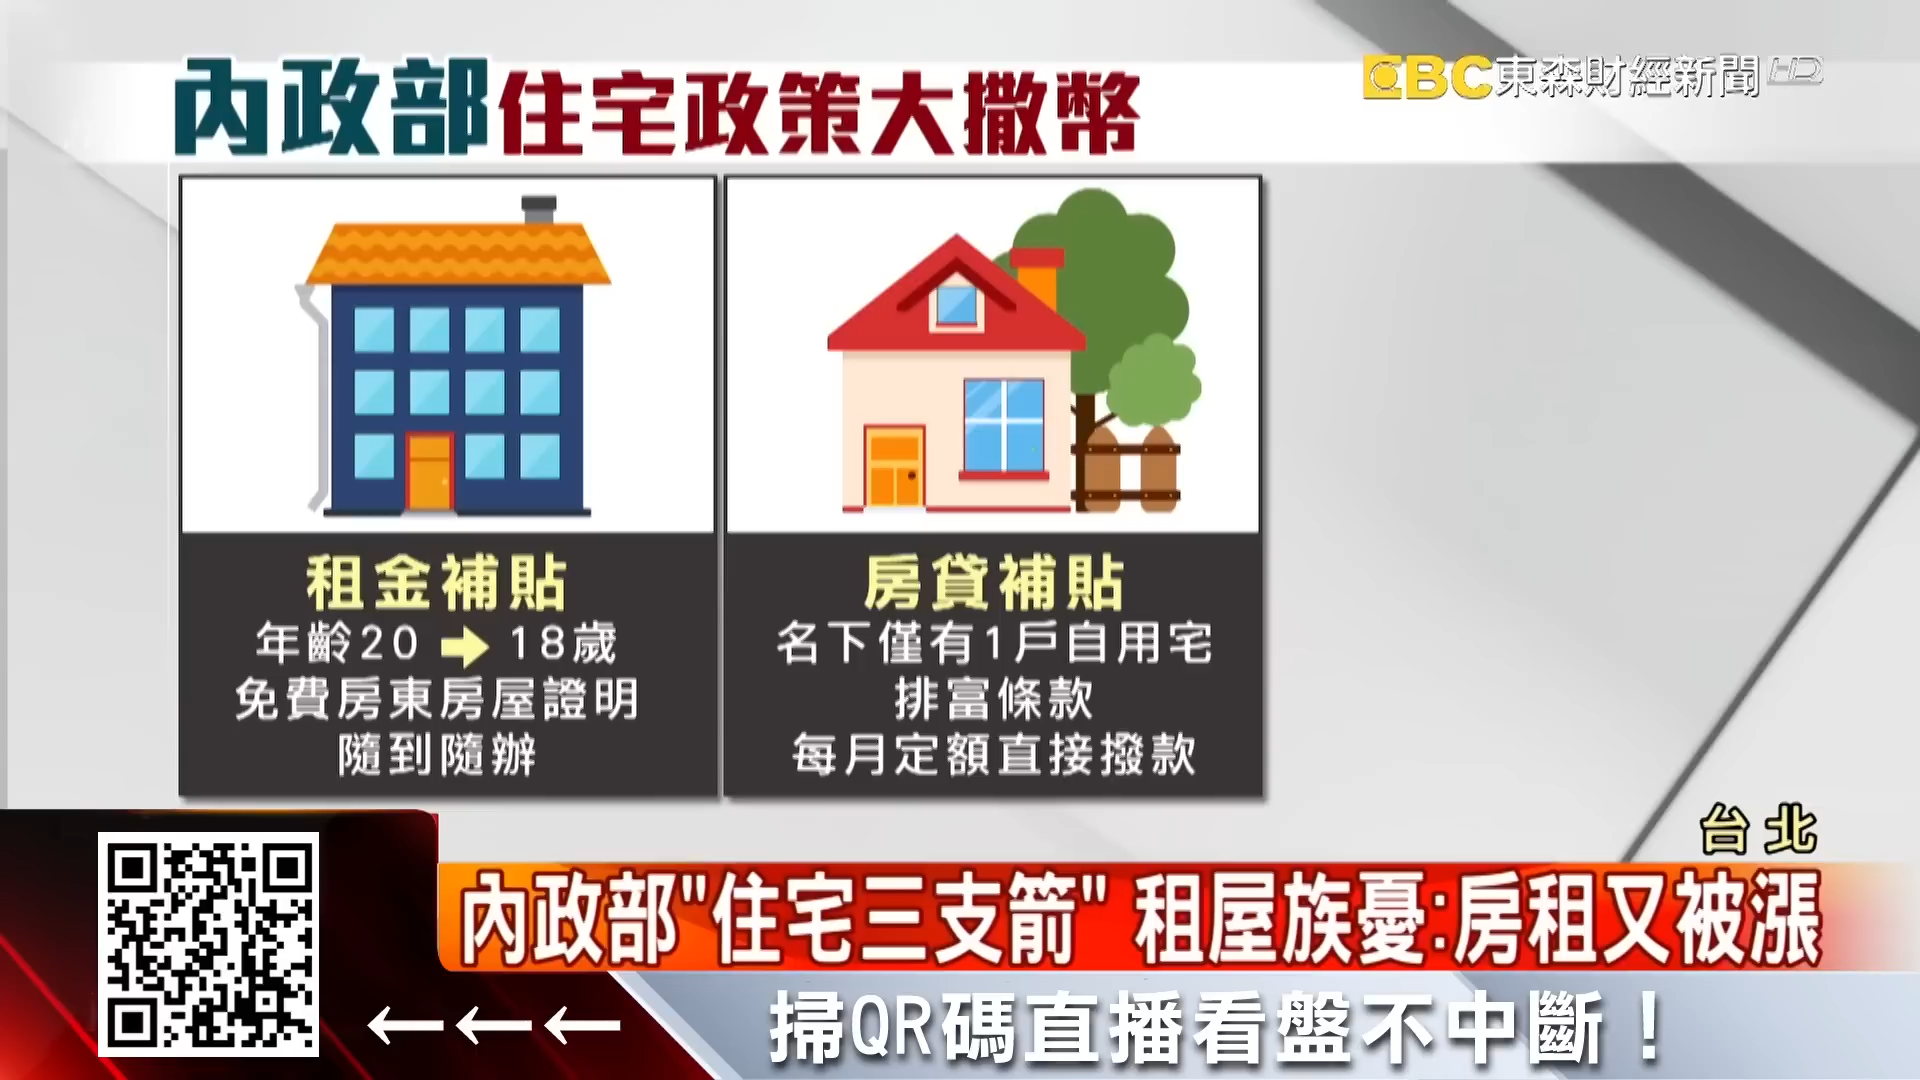 內政部住宅政策大撒幣
EBC東森財經新聞HD
租金補貼
年齡20➡18歲
免費房東房屋證明
隨到隨辦
房貸補貼
名下僅有1戶自用宅
排富條款
每月定額直接撥款
台北
內政部"住宅三支箭" 租屋族憂:房租又被漲
←←← 掃QR碼直播看盤不中斷！